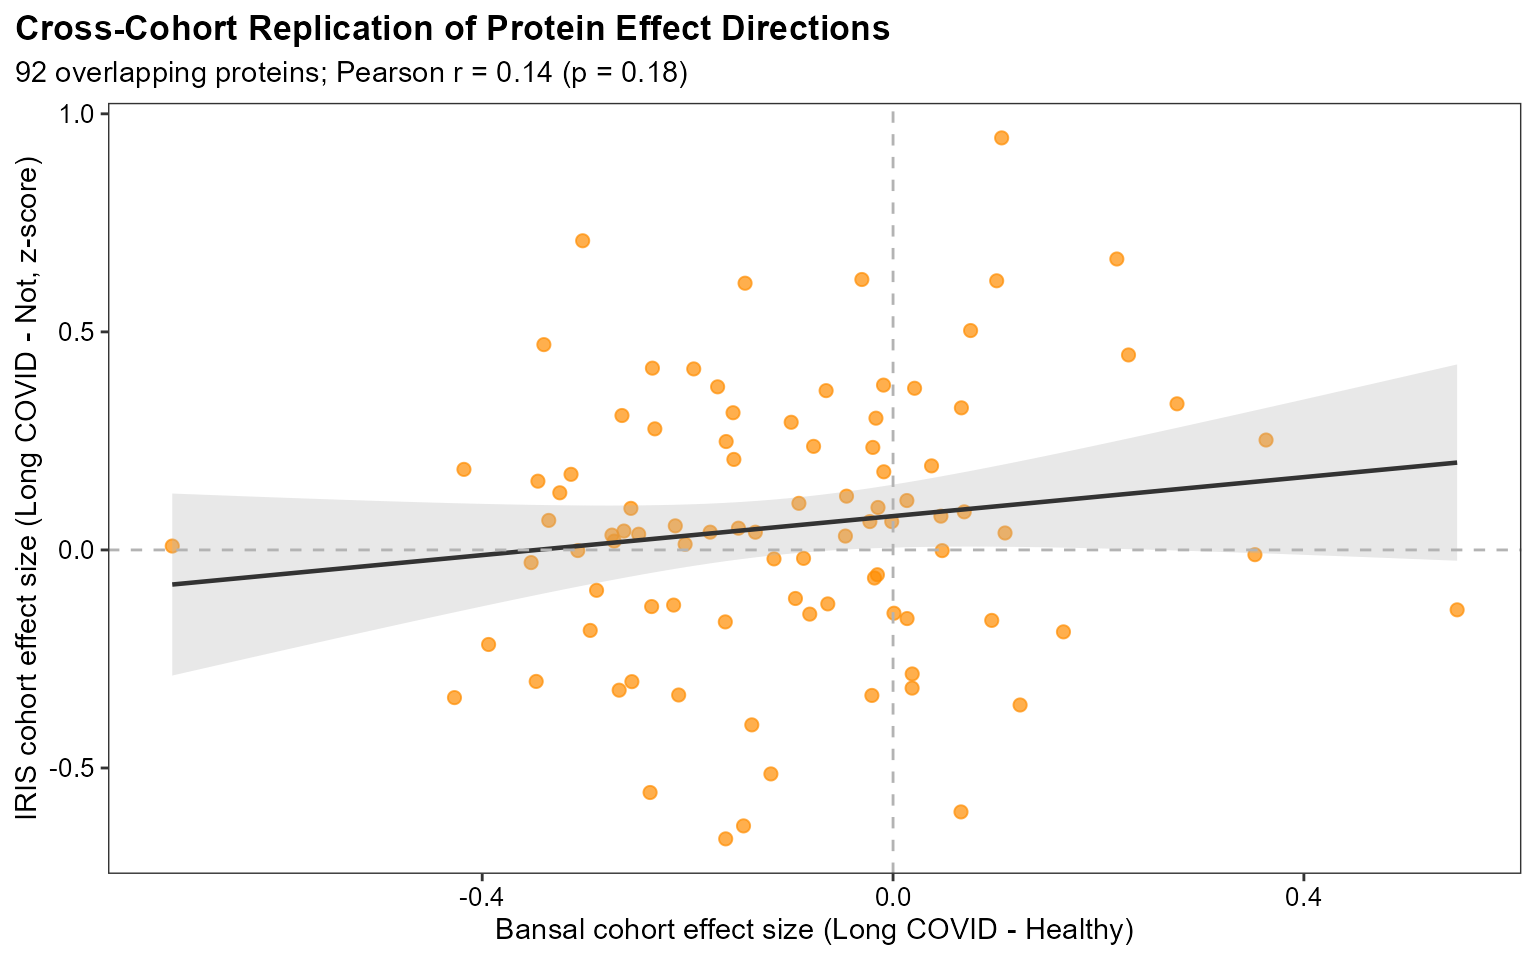 Cross-Cohort Replication of Protein Effect Directions
92 overlapping proteins; Pearson r = 0.14 (p = 0.18)
IRIS cohort effect size (Long COVID - Not, z-score)
1.0
0.5
0.0
-0.5
-0.4
0.0
0.4
Bansal cohort effect size (Long COVID - Healthy)